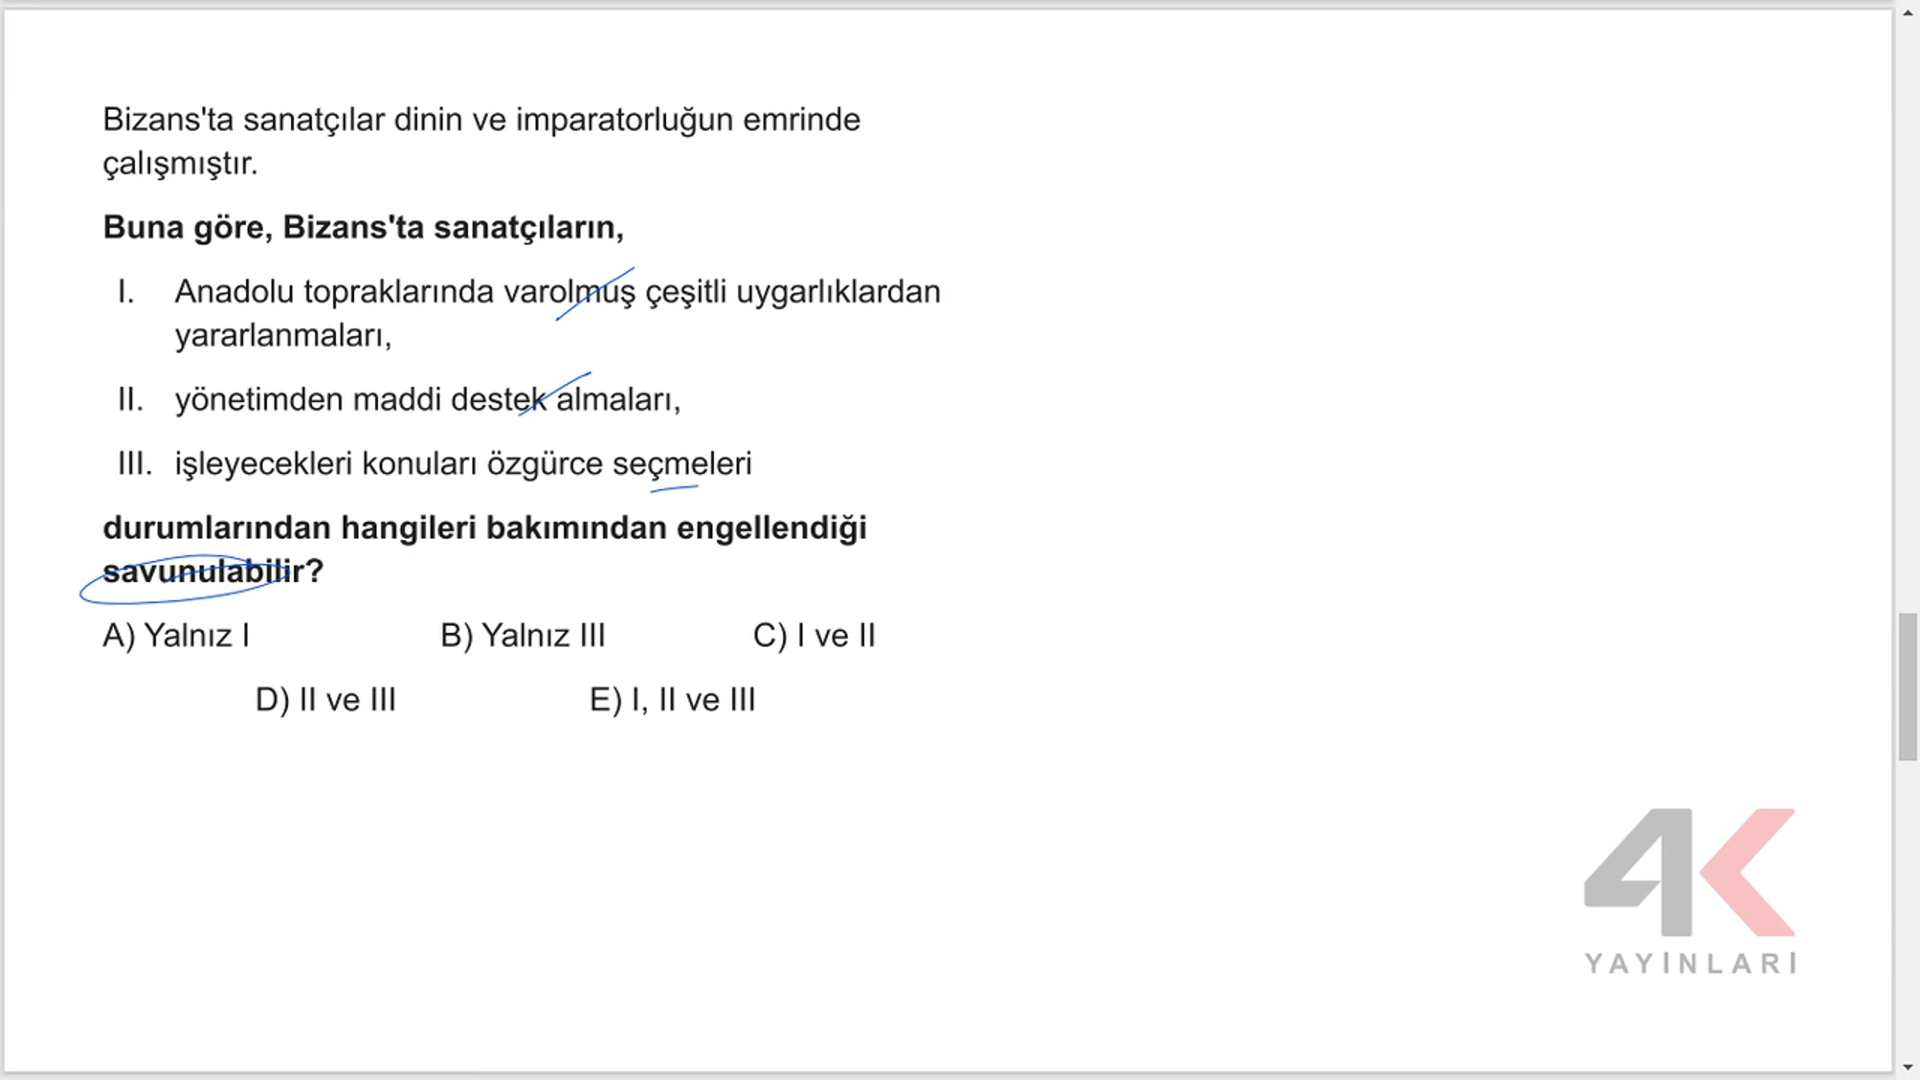 Bizans'ta sanatçılar dinin ve imparatorluğun emrinde
çalışmıştır.
Buna göre, Bizans'ta sanatçıların,
I. Anadolu topraklarında varolmuş çeşitli uygarlıklardan
yararlanmaları,
II. yönetimden maddi destek almaları,
III. işleyecekleri konuları özgürce seçmeleri
durumlarından hangileri bakımından engellendiği
savunulabilir?
A) Yalnız I B) Yalnız III C) I ve II
D) II ve III E) I, II ve III
4K
YAYINLARI